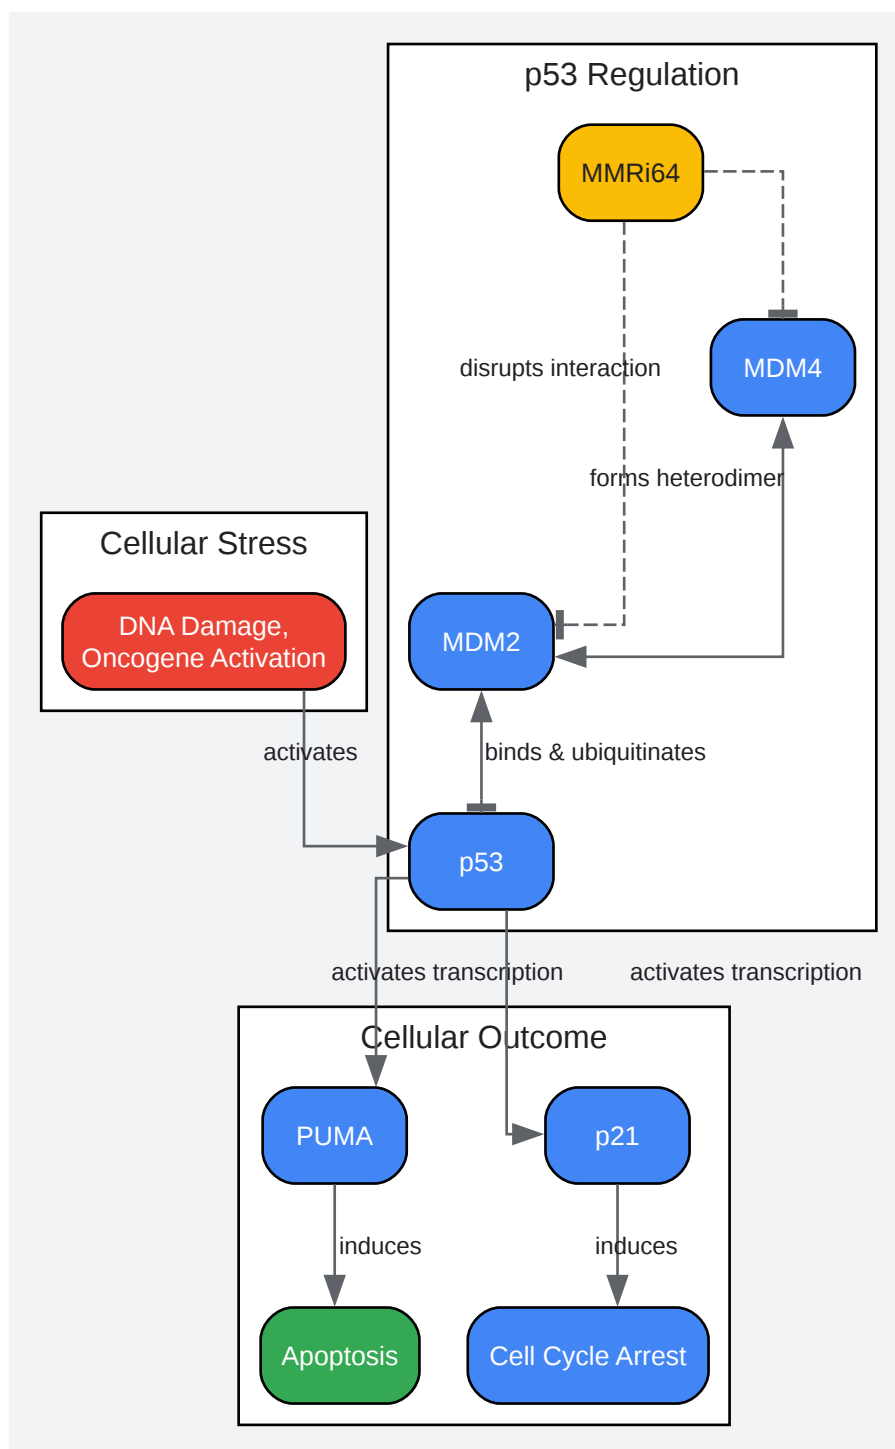 p53 Regulation
MMRi64
disrupts interaction
MDM4
forms heterodimer
Cellular Stress
DNA Damage,
Oncogene Activation
MDM2
activates
binds & ubiquitinates
p53
activates transcription
activates transcription
Cellular Outcome
PUMA
p21
induces
induces
Apoptosis
Cell Cycle Arrest